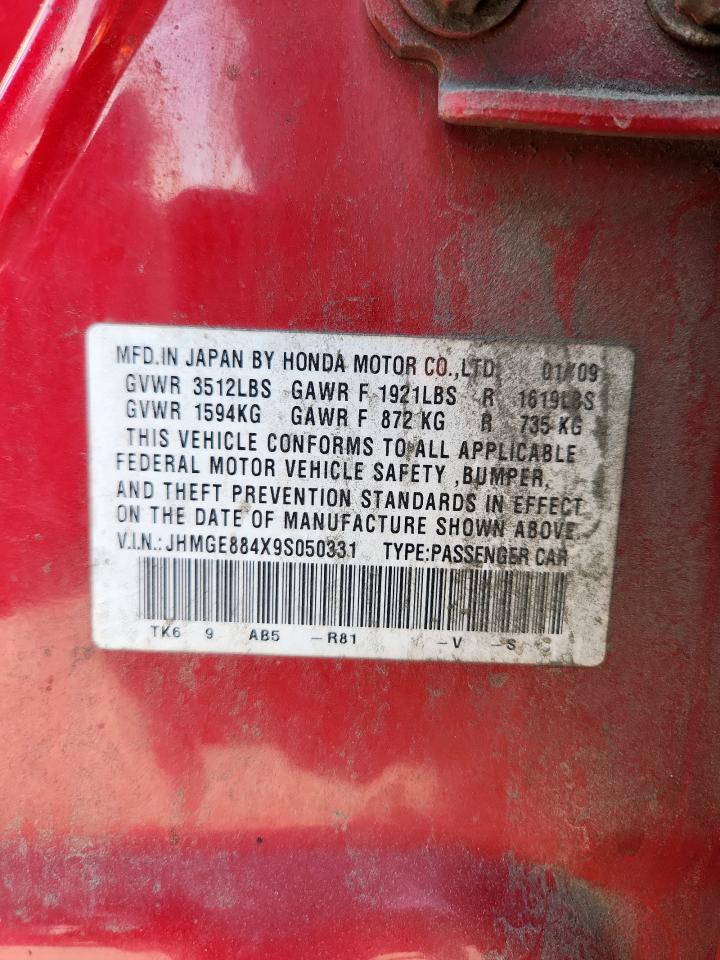 MFD.IN JAPAN BY HONDA MOTOR CO.,LTD. 01/09
GVWR 3512LBS GAWR F 1921LBS R 1619LBS
GVWR 1594KG GAWR F 872 KG R 735 KG
THIS VEHICLE CONFORMS TO ALL APPLICABLE
FEDERAL MOTOR VEHICLE SAFETY ,BUMPER,
AND THEFT PREVENTION STANDARDS IN EFFECT
ON THE DATE OF MANUFACTURE SHOWN ABOVE.
V.I.N.: JHMGE884X9S050331 TYPE:PASSENGER CAR
TK6 9 AB5 –R81 –V –S